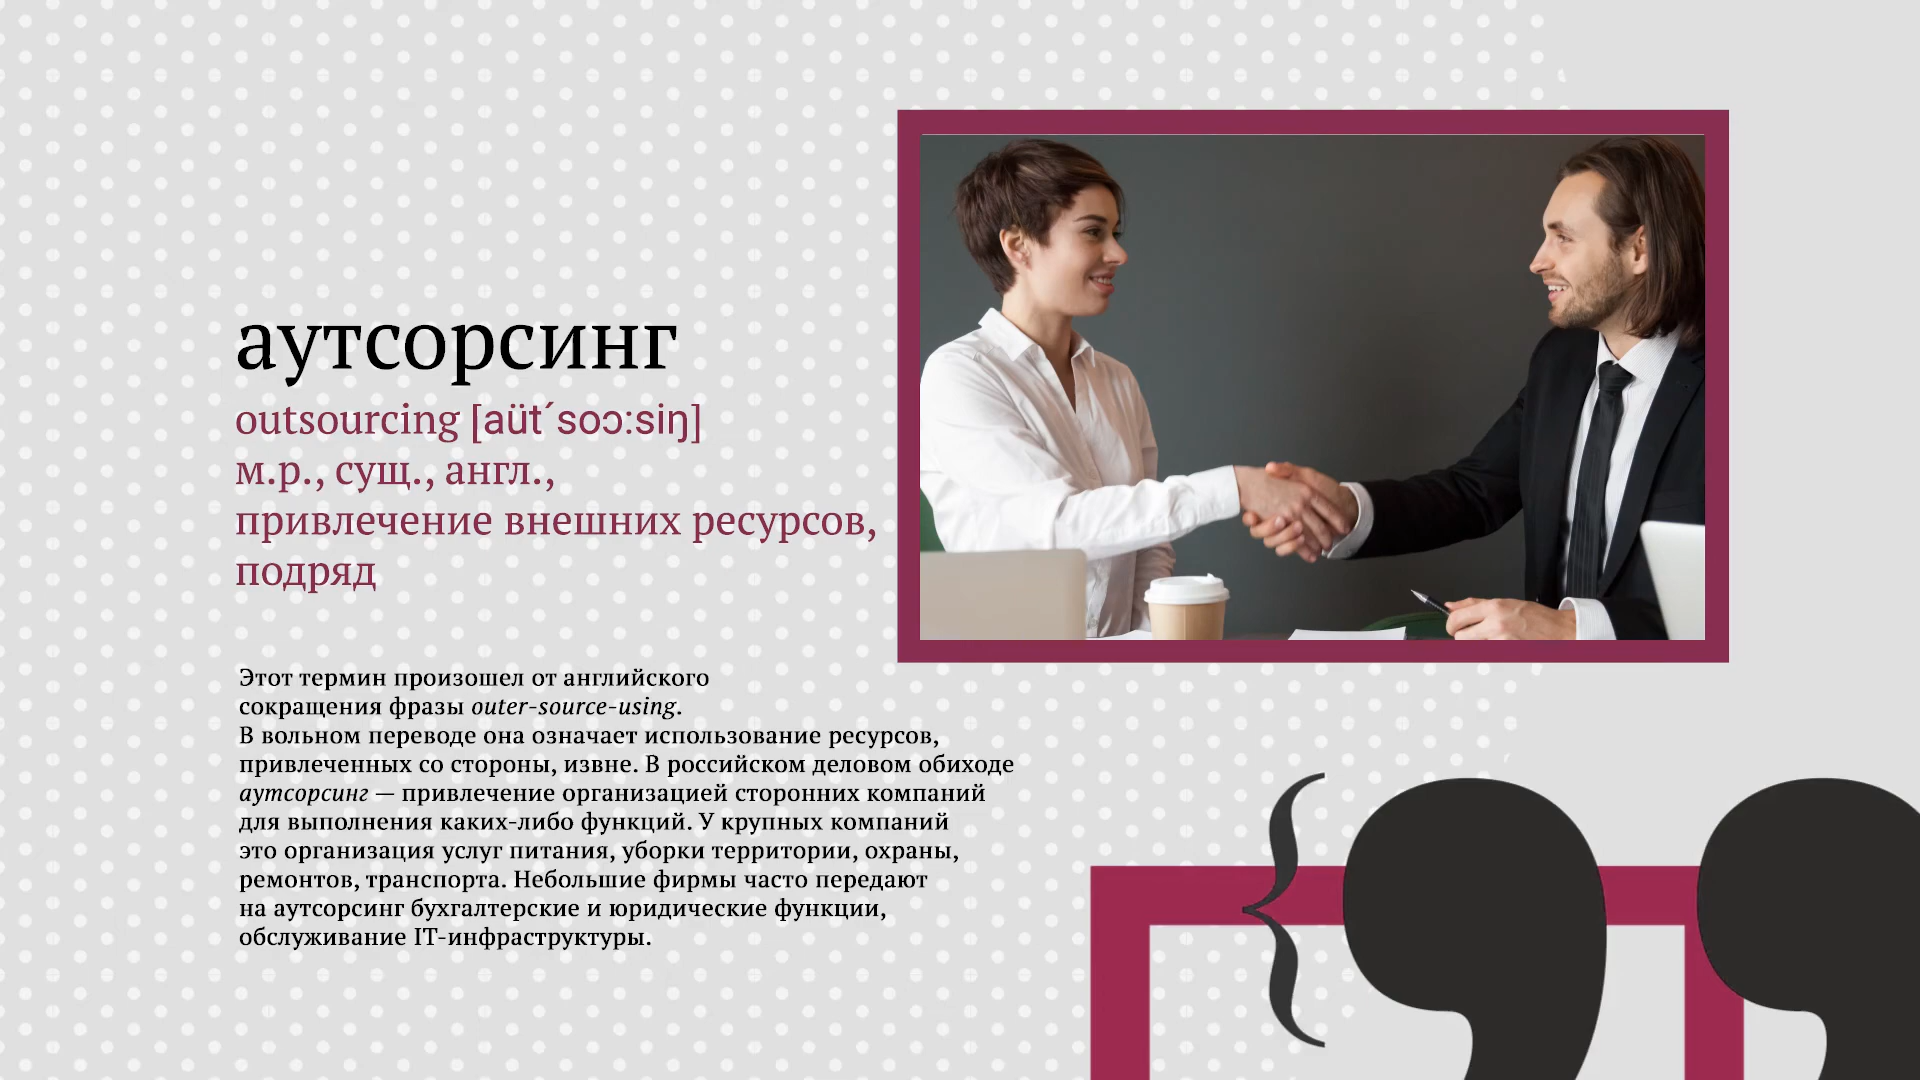 аутсорсинг
outsourcing [aüt´soɔ:siŋ]
м.р., сущ., англ.,
привлечение внешних ресурсов,
подряд
Этот термин произошел от английского
сокращения фразы outer-source-using.
В вольном переводе она означает использование ресурсов,
привлеченных со стороны, извне. В российском деловом обиходе
аутсорсинг — привлечение организацией сторонних компаний
для выполнения каких-либо функций. У крупных компаний
это организация услуг питания, уборки территории, охраны,
ремонтов, транспорта. Небольшие фирмы часто передают
на аутсорсинг бухгалтерские и юридические функции,
обслуживание IT-инфраструктуры.